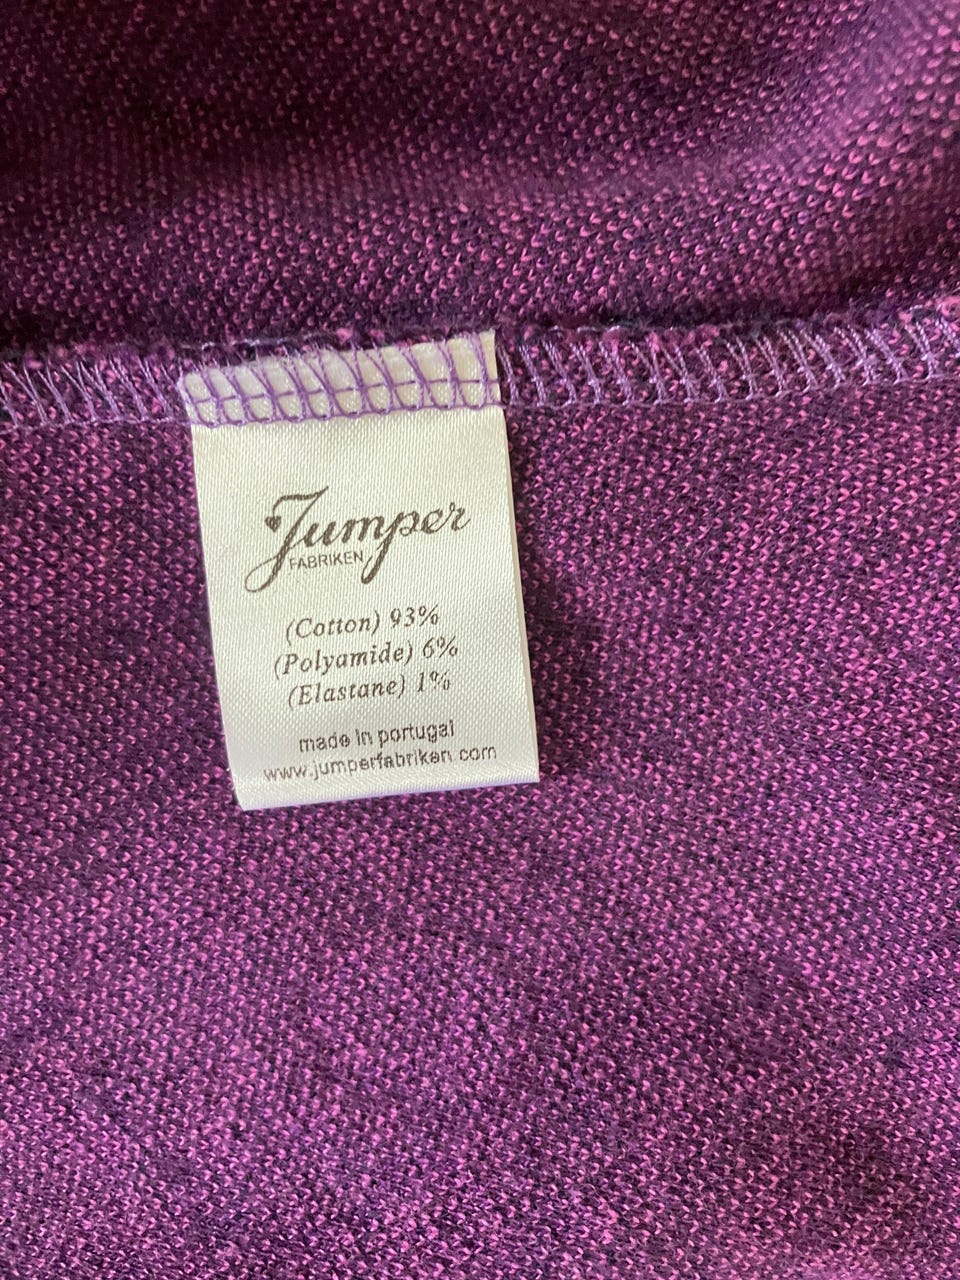 Jumper
FABRIKEN
(Cotton) 93%
(Polyamide) 6%
(Elastane) 1%
made in portugal
www.jumperfabriken.com